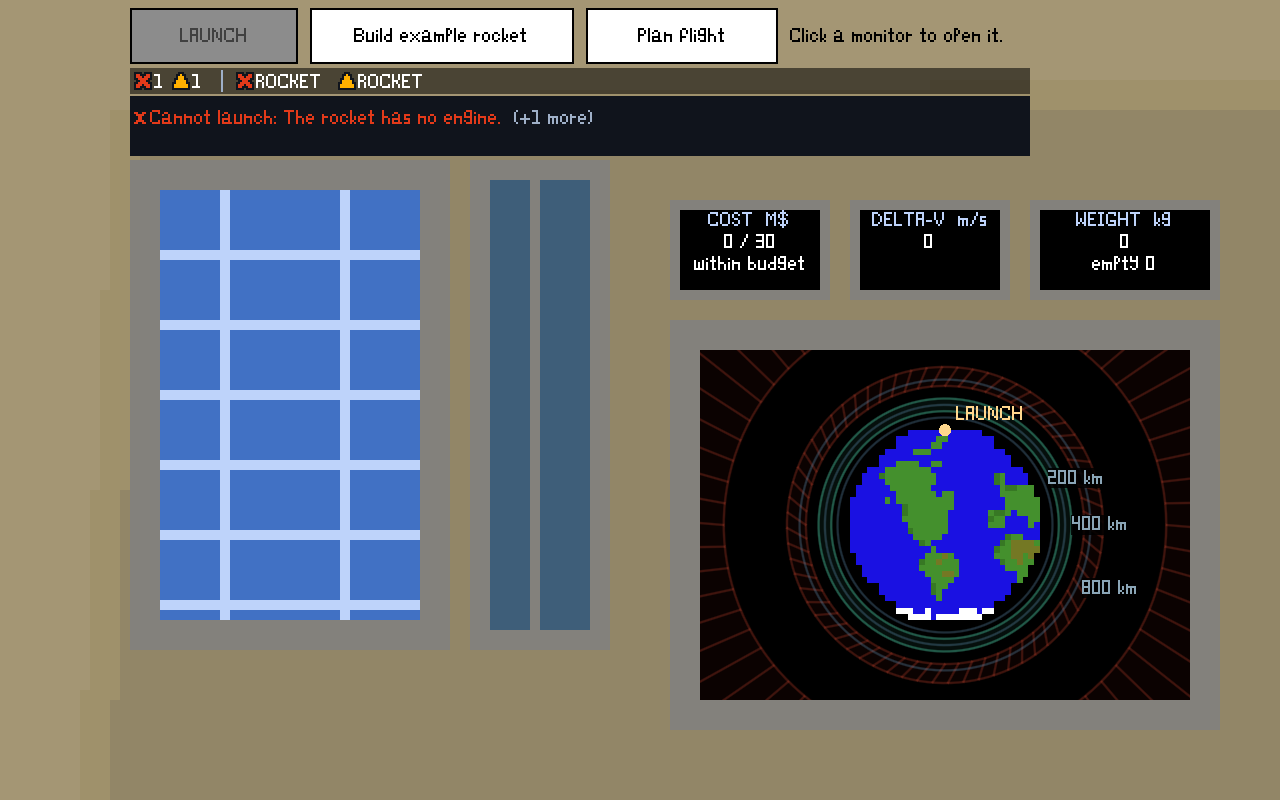 LAUNCH
Build example rocket
Plan flight
Click a monitor to open it.
1 1 | ROCKET ROCKET
Cannot launch: The rocket has no engine. (+1 more)
COST M$
0 / 30
within budget
DELTA-V m/s
0
WEIGHT kg
0
empty 0
LAUNCH
200 km
400 km
800 km